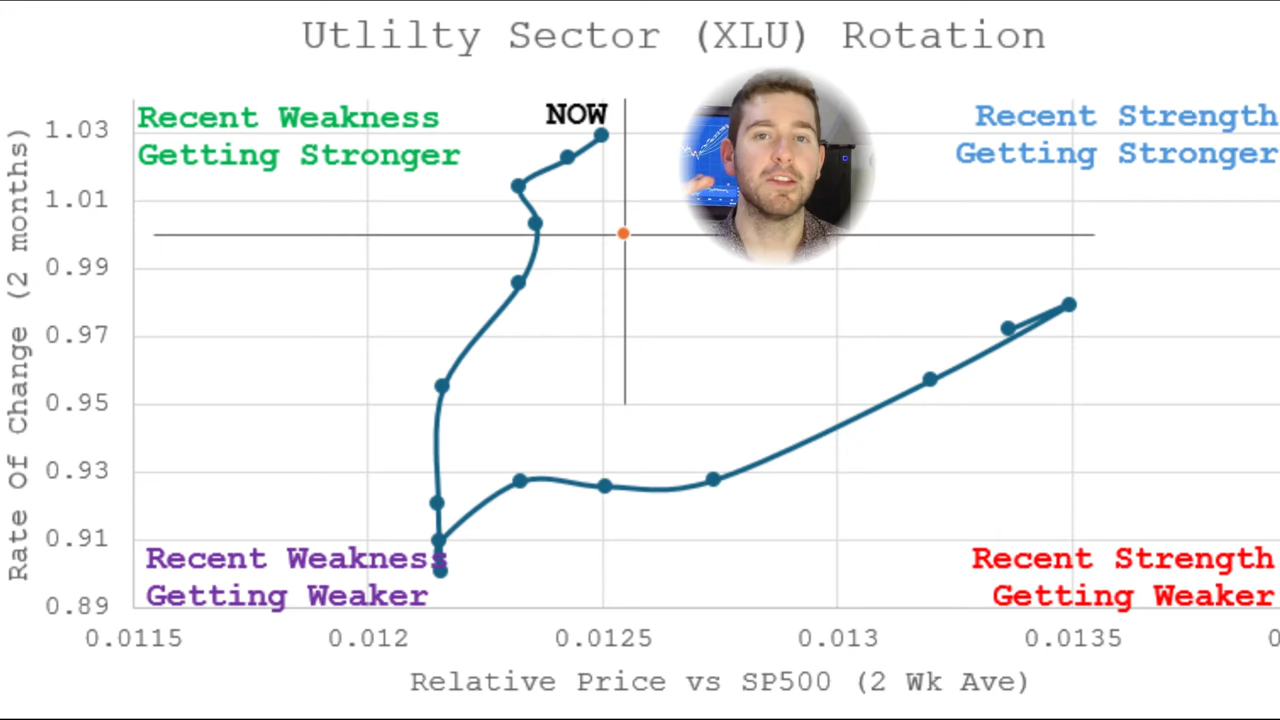 Utlilty Sector (XLU) Rotation
Recent Weakness
Getting Stronger
NOW
Recent Strength
Getting Stronger
1.03
1.01
0.99
0.97
0.95
0.93
0.91
0.89
Rate of Change (2 months)
Recent Weakness
Getting Weaker
Recent Strength
Getting Weaker
0.0115
0.012
0.0125
0.013
0.0135
0
Relative Price vs SP500 (2 Wk Ave)